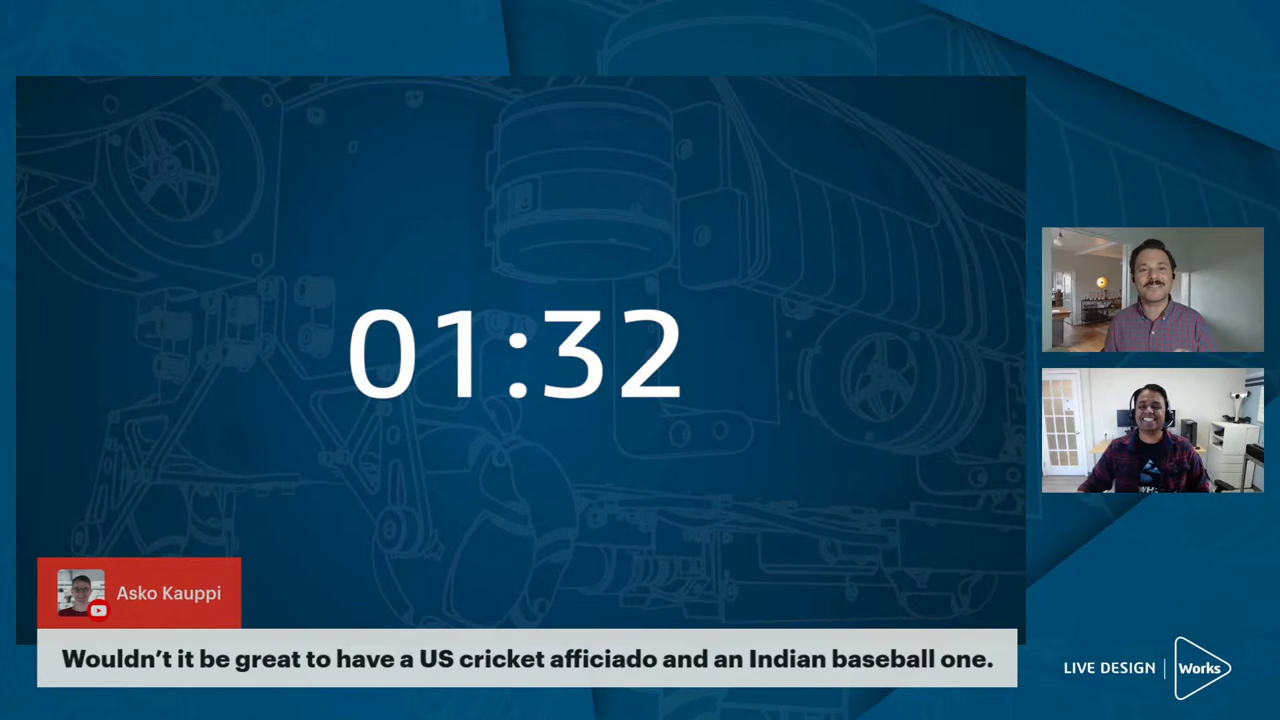 01:32
Asko Kauppi
Wouldn't it be great to have a US cricket afficiado and an Indian baseball one.
LIVE DESIGN | Works